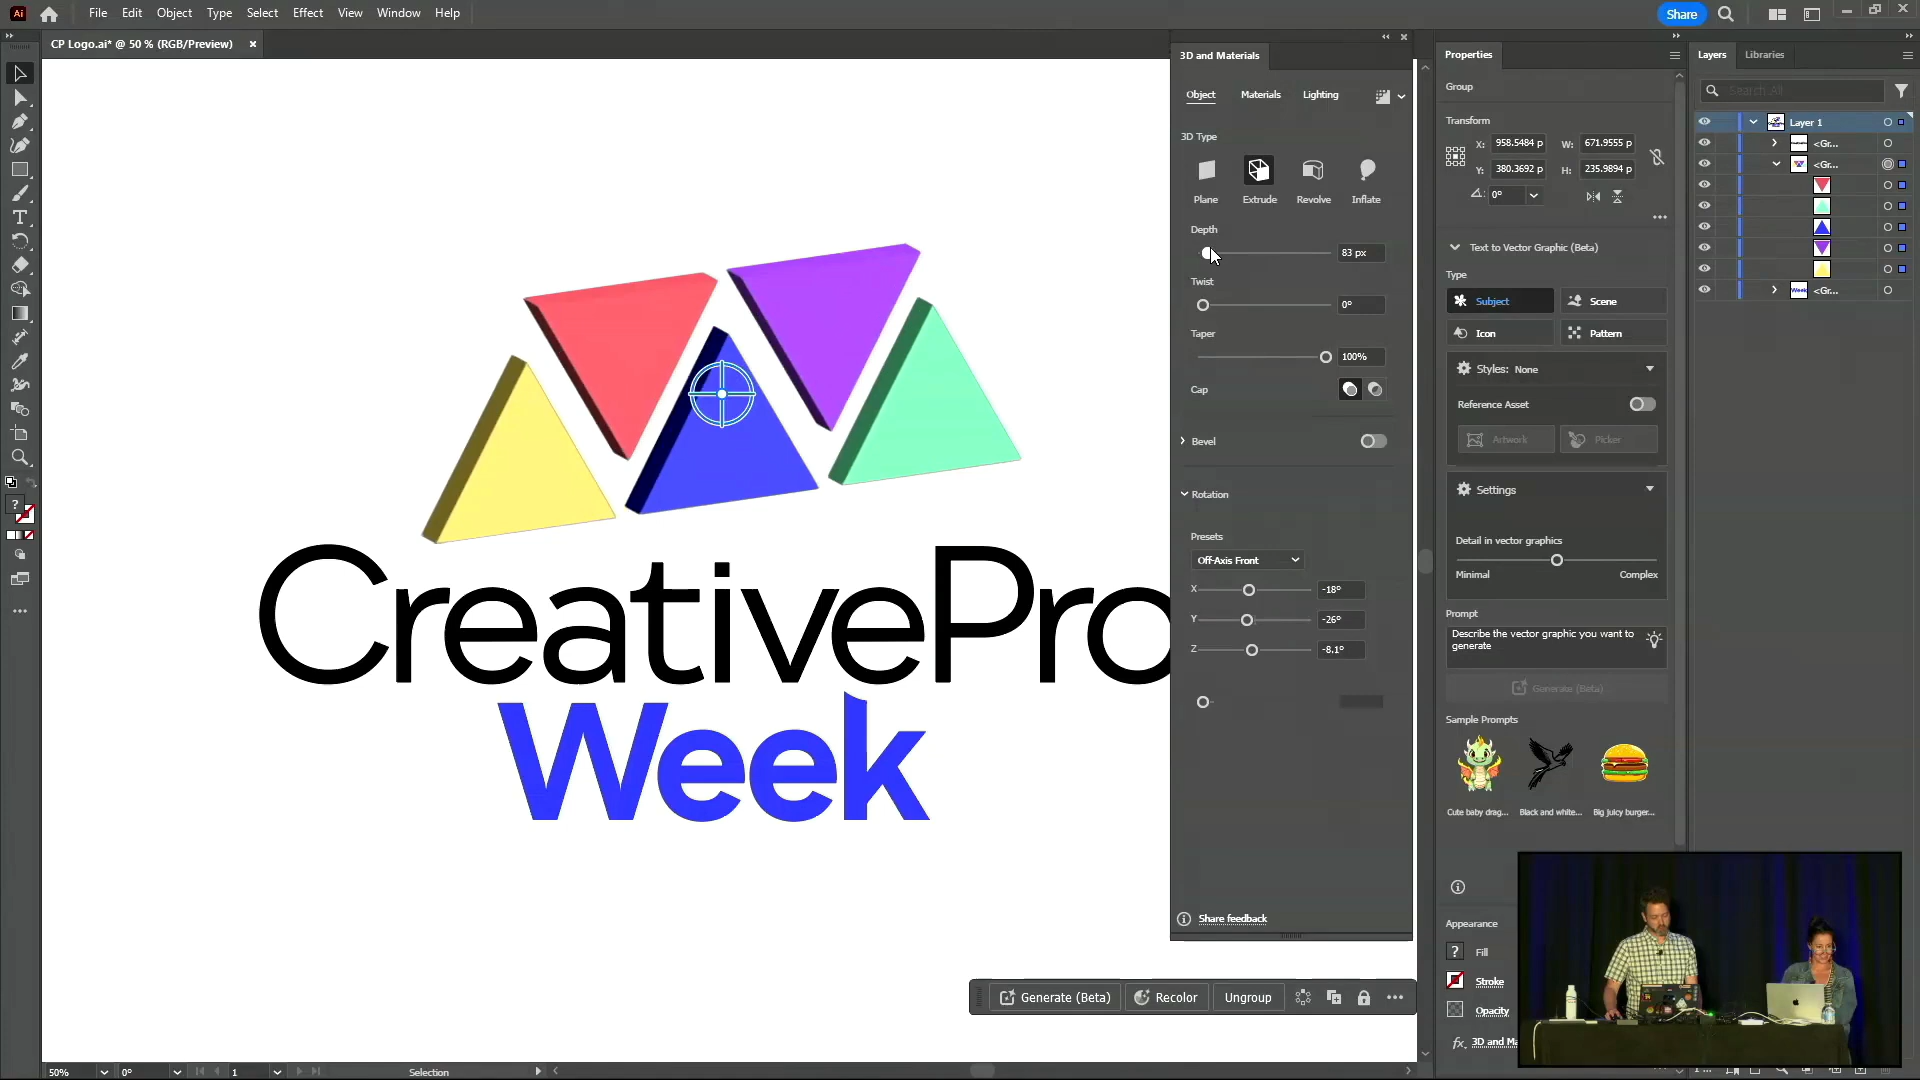 Ai File Edit Object Type Select Effect View Window Help Share
CP Logo.ai* @ 50 % (RGB/Preview)
CreativePro
Week
3D and Materials
Object Materials Lighting
3D Type
Plane Extrude Revolve Inflate
Depth
83 px
Twist
0°
Taper
100%
Cap
Bevel
Rotation
Presets
Off-Axis Front
X -18°
Y -26°
Z -8.1°
Share feedback
Generate (Beta) Recolor Ungroup
Properties
Group
Transform
X: 958.5484 p W: 671.9555 p
Y: 380.3692 p H: 235.9894 p
0°
Text to Vector Graphic (Beta)
Type
Subject Scene
Icon Pattern
Styles: None
Reference Asset
Artwork Picker
Settings
Detail in vector graphics
Minimal Complex
Prompt
Describe the vector graphic you want to
generate
Generate (Beta)
Sample Prompts
Cute baby drag... Black and white... Big juicy burger...
Appearance
? Fill
Stroke
Opacity
fx. 3D and Ma
Layers Libraries
Search All
Layer 1
<Gr...
<Gr...
Week <Gr...
50% 0° 1 Selection